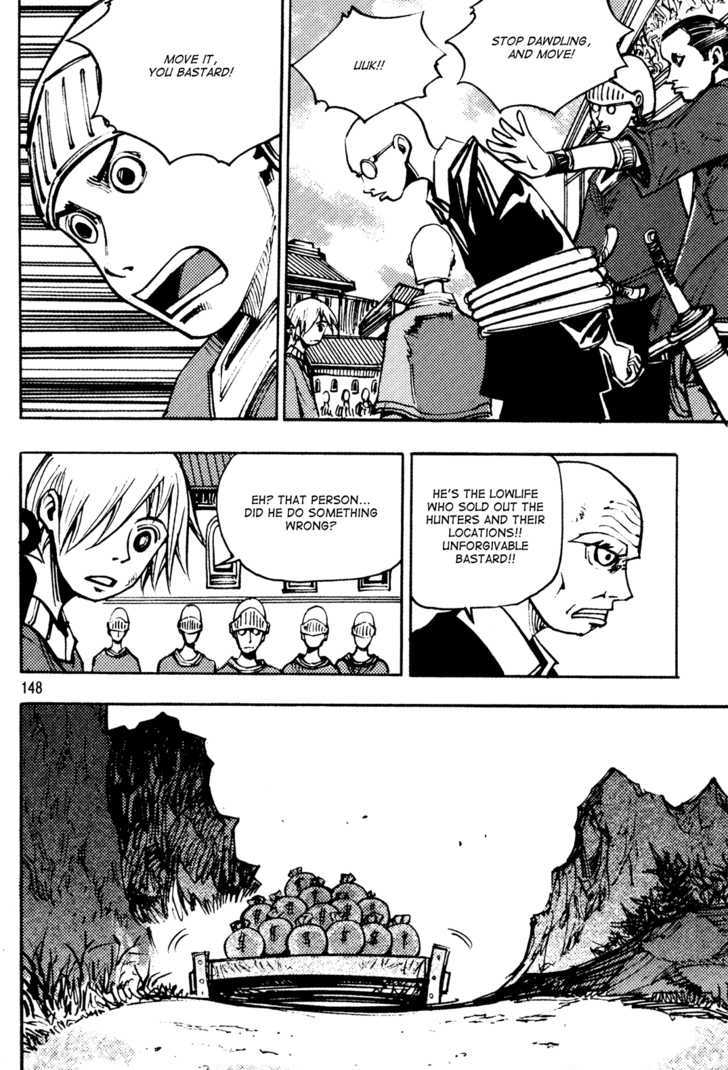 MOVE IT,
YOU BASTARD!
UUK!!
STOP DAWDLING,
AND MOVE!
EH? THAT PERSON...
DID HE DO SOMETHING
WRONG?
HE'S THE LOWLIFE
WHO SOLD OUT THE
HUNTERS AND THEIR
LOCATIONS!!
UNFORGIVABLE
BASTARD!!
148